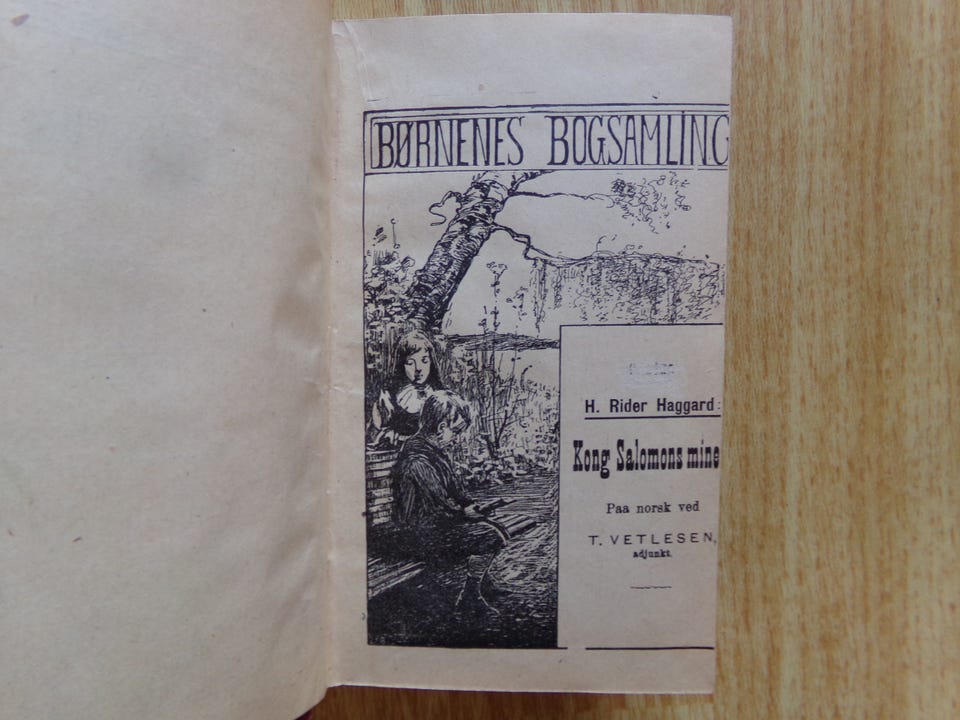 BØRNENES BOGSAMLING
H. Rider Haggard:
Kong Salomons mine
Paa norsk ved
T. VETLESEN,
adjunkt.